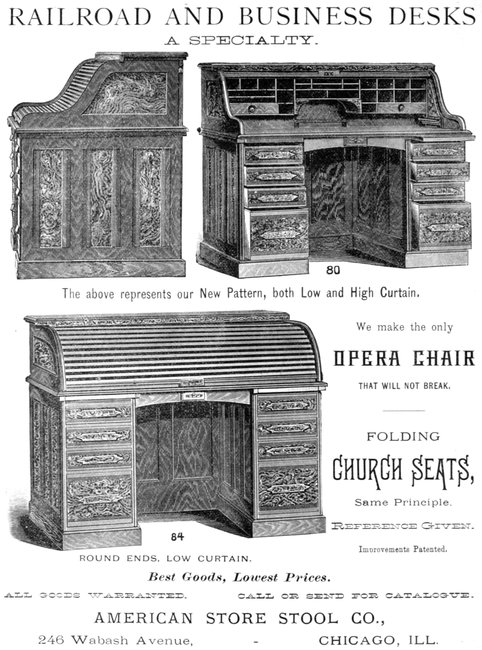 RAILROAD AND BUSINESS DESKS
A SPECIALTY.
80
The above represents our New Pattern, both Low and High Curtain.
We make the only
OPERA CHAIR
THAT WILL NOT BREAK.
FOLDING
CHURCH SEATS,
Same Principle.
REFERENCE GIVEN.
Improvements Patented.
84
ROUND ENDS. LOW CURTAIN.
Best Goods, Lowest Prices.
ALL GOODS WARRANTED. CALL OR SEND FOR CATALOGUE.
AMERICAN STORE STOOL CO.,
246 Wabash Avenue, - CHICAGO, ILL.